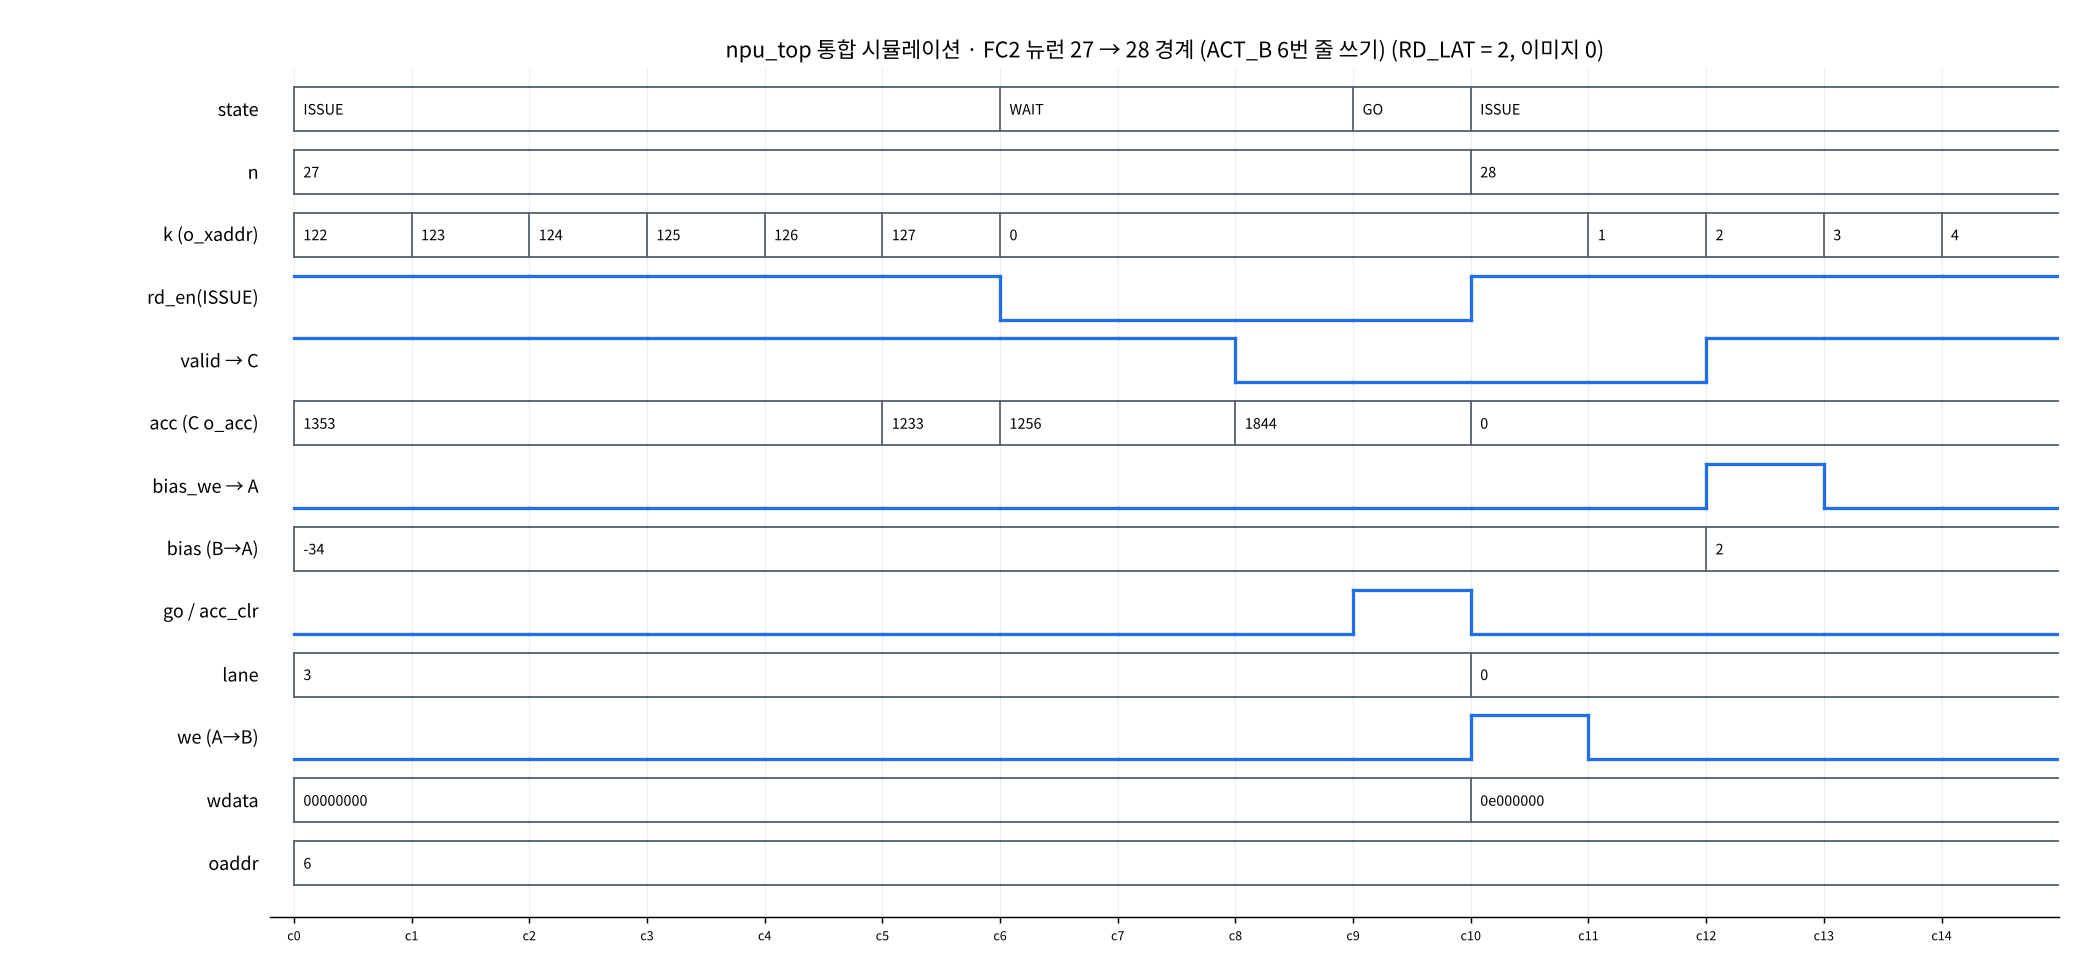 npu_top 통합 시뮬레이션 · FC2 뉴런 27 → 28 경계 (ACT_B 6번 줄 쓰기) (RD_LAT = 2, 이미지 0)
state ISSUE WAIT GO ISSUE
n 27 28
k (o_xaddr) 122 123 124 125 126 127 0 1 2 3 4
rd_en(ISSUE)
valid → C
acc (C o_acc) 1353 1233 1256 1844 0
bias_we → A
bias (B→A) -34 2
go / acc_clr
lane 3 0
we (A→B)
wdata 00000000 0e000000
oaddr 6
c0 c1 c2 c3 c4 c5 c6 c7 c8 c9 c10 c11 c12 c13 c14